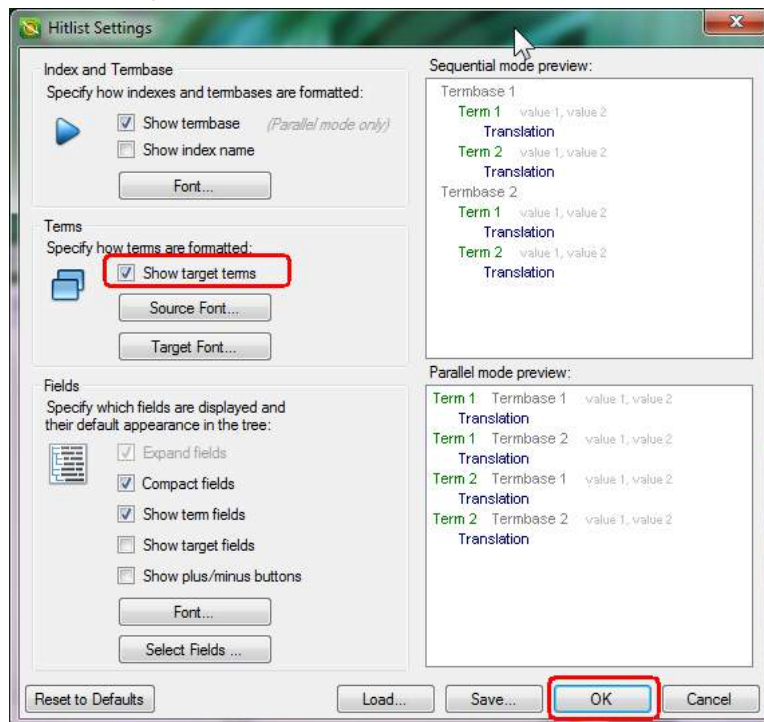 Hitlist Settings
Index and Termbase
Specify how indexes and termbases are formatted:
Show termbase (Parallel mode only)
Show index name
Font...
Terms
Specify how terms are formatted:
Show target terms
Source Font...
Target Font...
Fields
Specify which fields are displayed and
their default appearance in the tree:
Expand fields
Compact fields
Show term fields
Show target fields
Show plus/minus buttons
Font...
Select Fields ...
Sequential mode preview:
Termbase 1
Term 1 value 1, value 2
Translation
Term 2 value 1, value 2
Translation
Termbase 2
Term 1 value 1, value 2
Translation
Term 2 value 1, value 2
Translation
Parallel mode preview:
Term 1 Termbase 1 value 1, value 2
Translation
Term 1 Termbase 2 value 1, value 2
Translation
Term 2 Termbase 1 value 1, value 2
Translation
Term 2 Termbase 2 value 1, value 2
Translation
Reset to Defaults
Load...
Save...
OK
Cancel